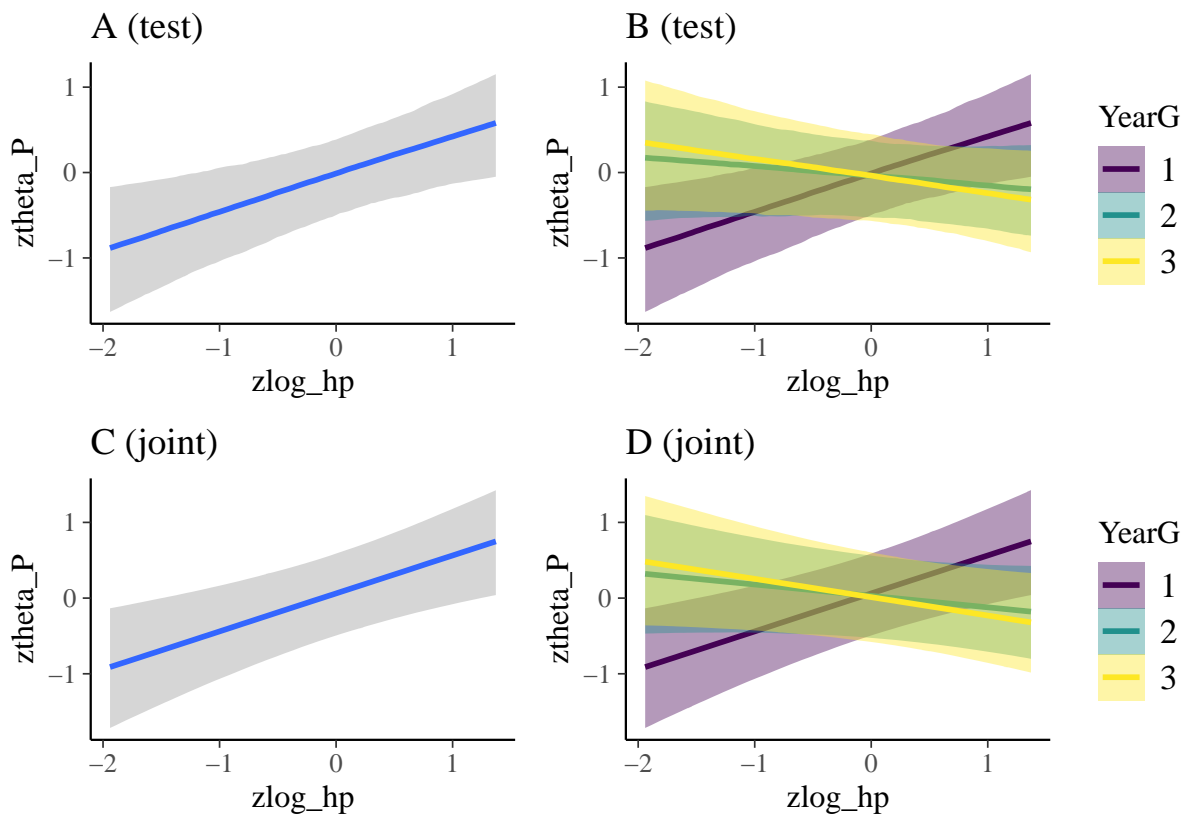 A (test)
1
0
−1
ztheta_P
−2
−1
0
1
zlog_hp
B (test)
1
0
−1
ztheta_P
−2
−1
0
1
zlog_hp
YearG
1
2
3
C (joint)
1
0
−1
ztheta_P
−2
−1
0
1
zlog_hp
D (joint)
1
0
−1
ztheta_P
−2
−1
0
1
zlog_hp
YearG
1
2
3